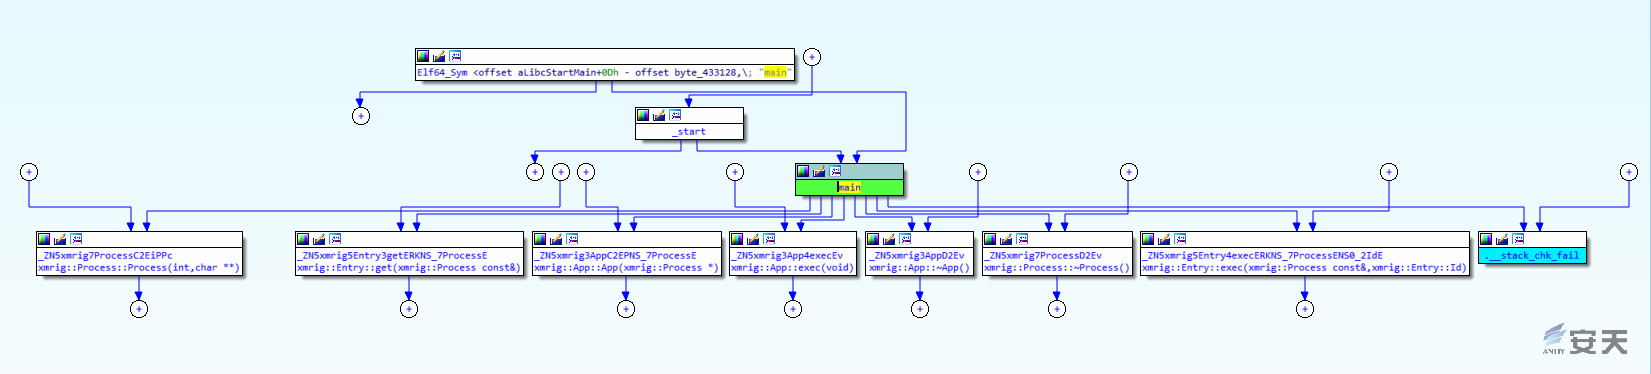 Elf64_Sym <offset aLibcStartMain+0Dh - offset byte_433128,\; "main"
_start
main
_ZN5xmrig7ProcessC2EiPPc
xmrig::Process::Process(int,char **)
_ZN5xmrig5Entry3getERKNS_7ProcessE
xmrig::Entry::get(xmrig::Process const&)
_ZN5xmrig3AppC2EPNS_7ProcessE
xmrig::App::App(xmrig::Process *)
_ZN5xmrig3App4execEv
xmrig::App::exec(void)
_ZN5xmrig3AppD2Ev
xmrig::App::~App()
_ZN5xmrig7ProcessD2Ev
xmrig::Process::~Process()
_ZN5xmrig5Entry4execERKNS_7ProcessENS0_2IdE
xmrig::Entry::exec(xmrig::Process const&,xmrig::Entry::Id)
.__stack_chk_fail
ANTIY 安天